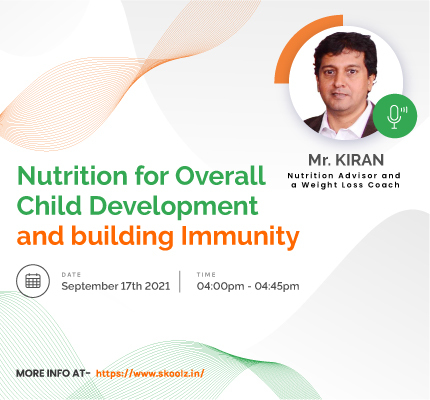 Mr. KIRAN
Nutrition Advisor and
a Weight Loss Coach
Nutrition for Overall
Child Development
and building Immunity
DATE
September 17th 2021
TIME
04:00pm - 04:45pm
MORE INFO AT- https://www.skoolz.in/